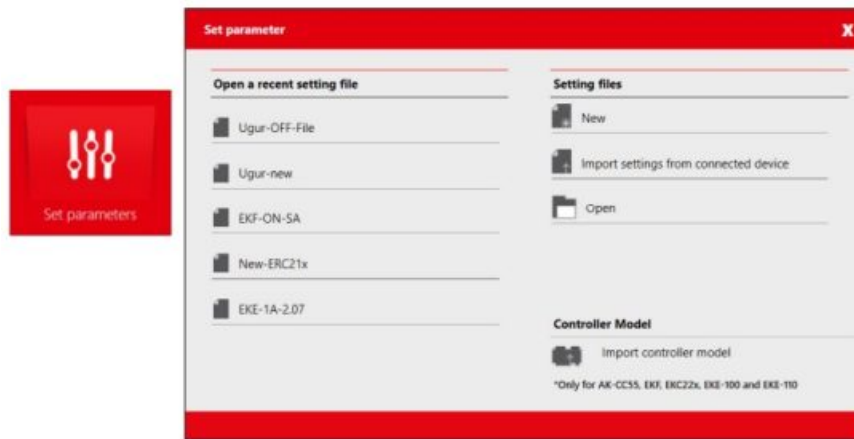 Set parameters
Set parameter
X
Open a recent setting file
Ugur-OFF-File
Ugur-new
EKF-ON-SA
New-ERC21x
EKE-1A-2.07
Setting files
New
Import settings from connected device
Open
Controller Model
Import controller model
*Only for AK-CC55, EKF, EKC22x, EKE-100 and EKE-110